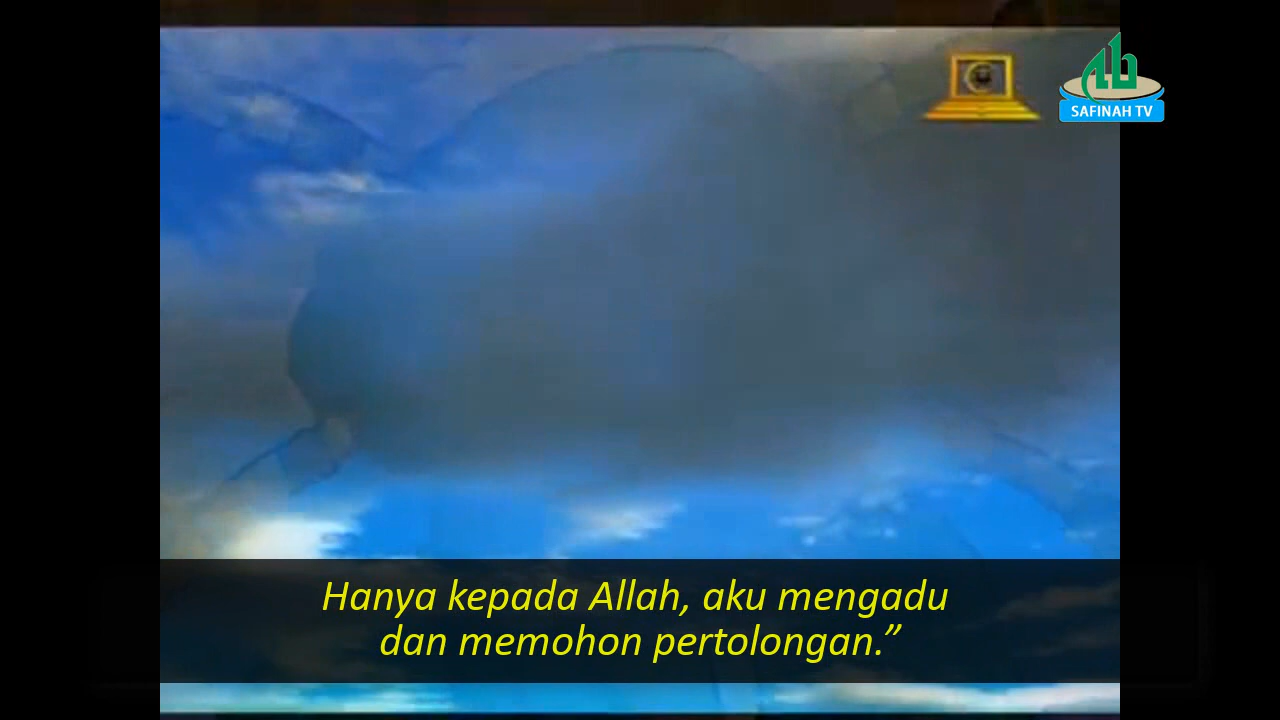 SAFINAH TV
Hanya kepada Allah, aku mengadu
dan memohon pertolongan.”